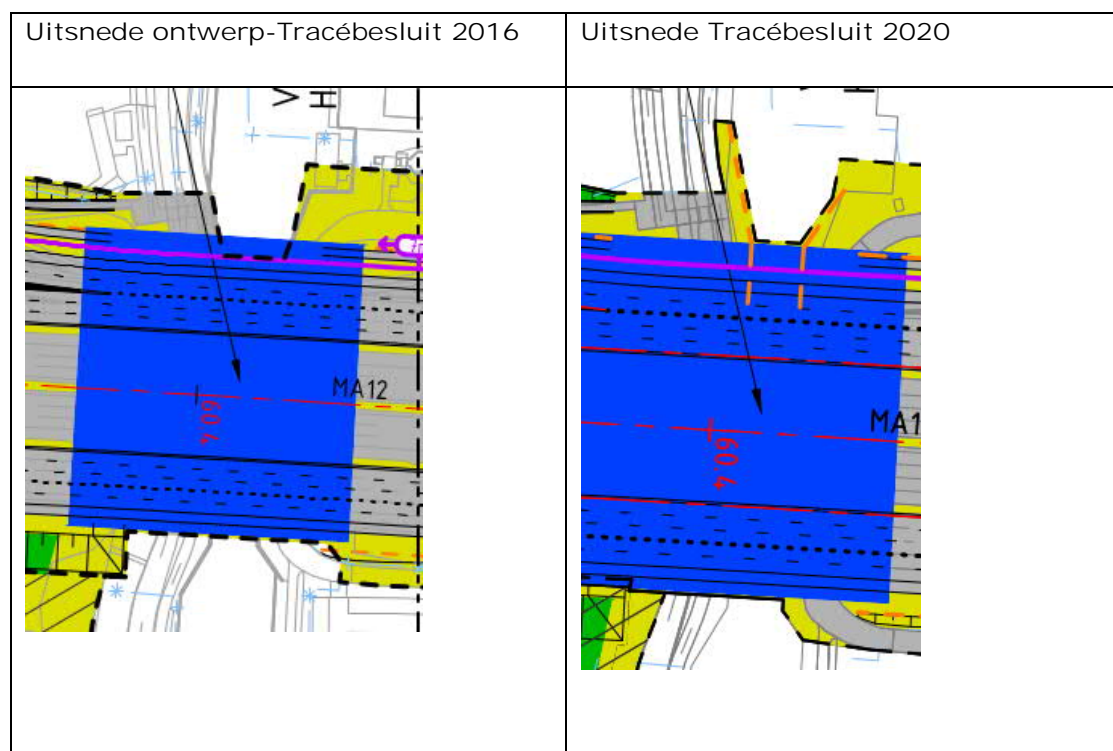 Uitsnede ontwerp-Tracébesluit 2016
Uitsnede Tracébesluit 2020
V
H
MA12
60.4
MA1
60.4